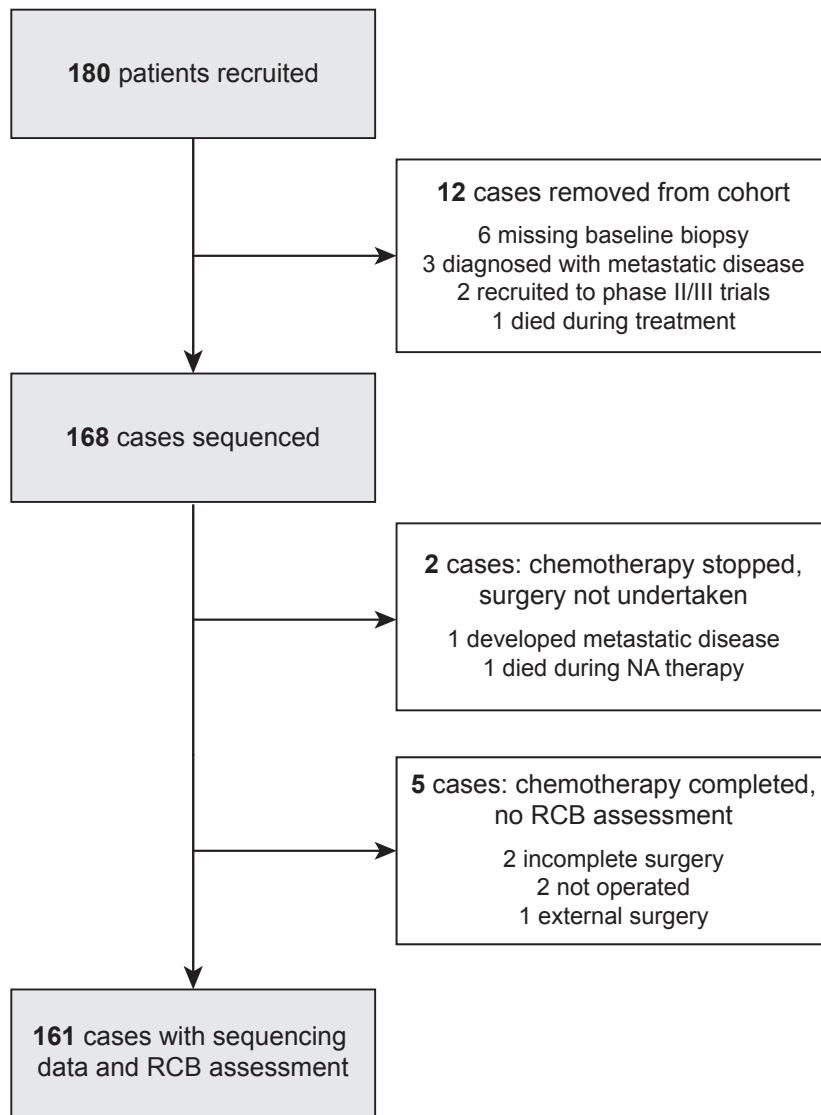 180 patients recruited
12 cases removed from cohort
6 missing baseline biopsy
3 diagnosed with metastatic disease
2 recruited to phase II/III trials
1 died during treatment
168 cases sequenced
2 cases: chemotherapy stopped,
surgery not undertaken
1 developed metastatic disease
1 died during NA therapy
5 cases: chemotherapy completed,
no RCB assessment
2 incomplete surgery
2 not operated
1 external surgery
161 cases with sequencing
data and RCB assessment